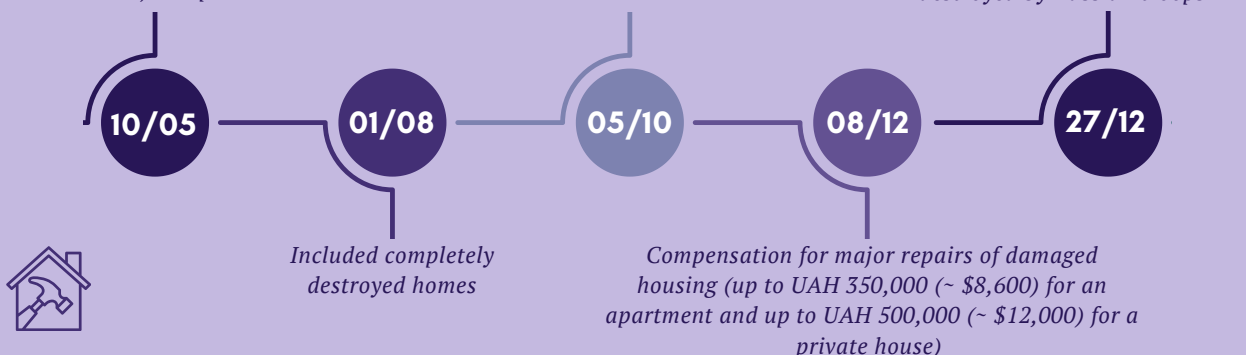 10/05
01/08
05/10
08/12
27/12
Included completely
destroyed homes
Compensation for major repairs of damaged
housing (up to UAH 350,000 (~ $8,600) for an
apartment and up to UAH 500,000 (~ $12,000) for a
private house)